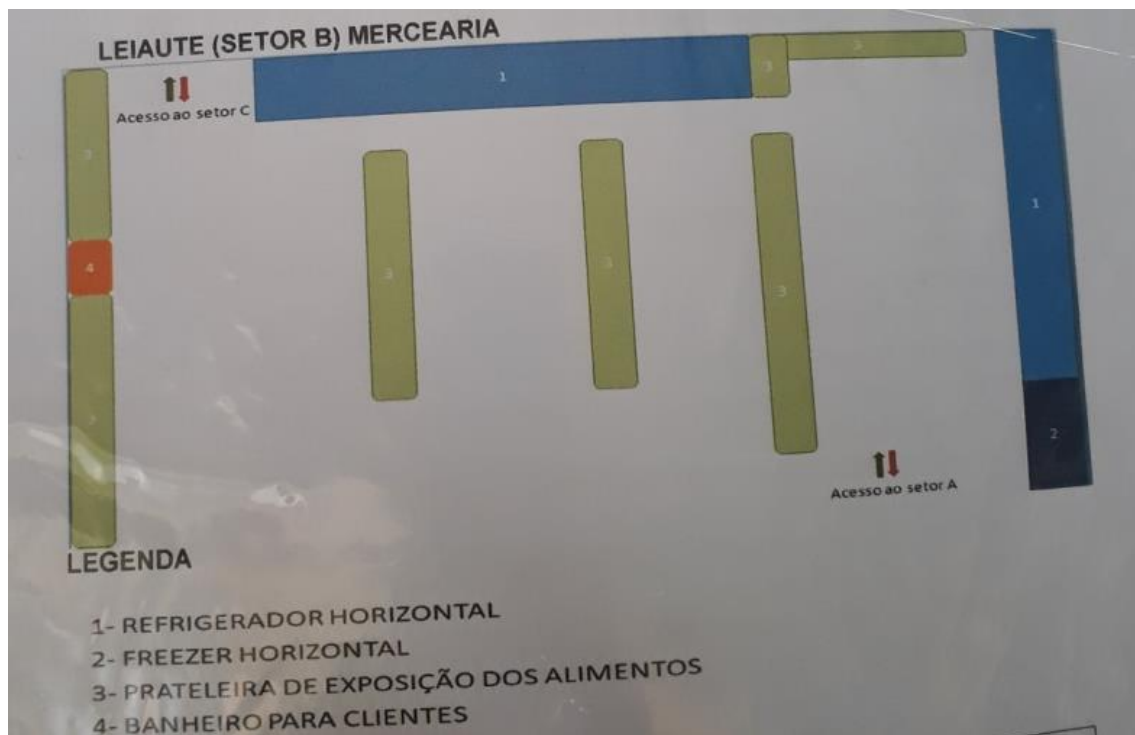 LEIAUTE (SETOR B) MERCEARIA
Acesso ao setor C
1
3
3
3
1
4
3
3
3
3
2
Acesso ao setor A
LEGENDA
1- REFRIGERADOR HORIZONTAL
2- FREEZER HORIZONTAL
3- PRATELEIRA DE EXPOSIÇÃO DOS ALIMENTOS
4- BANHEIRO PARA CLIENTES